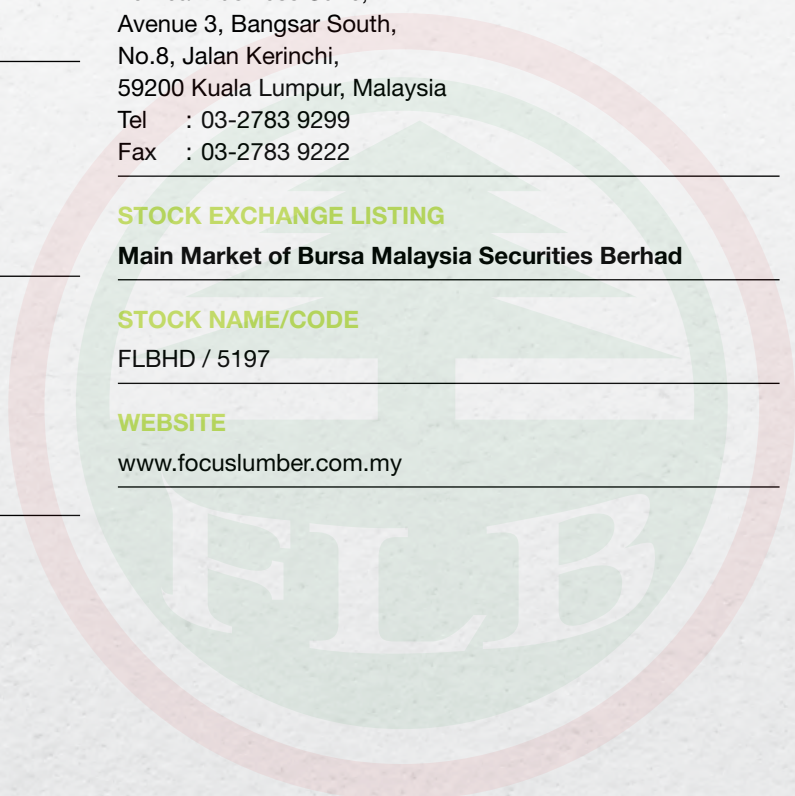 Avenue 3, Bangsar South,
No.8, Jalan Kerinchi,
59200 Kuala Lumpur, Malaysia
Tel : 03-2783 9299
Fax : 03-2783 9222
STOCK EXCHANGE LISTING
Main Market of Bursa Malaysia Securities Berhad
STOCK NAME/CODE
FLBHD / 5197
WEBSITE
www.focuslumber.com.my
FLB